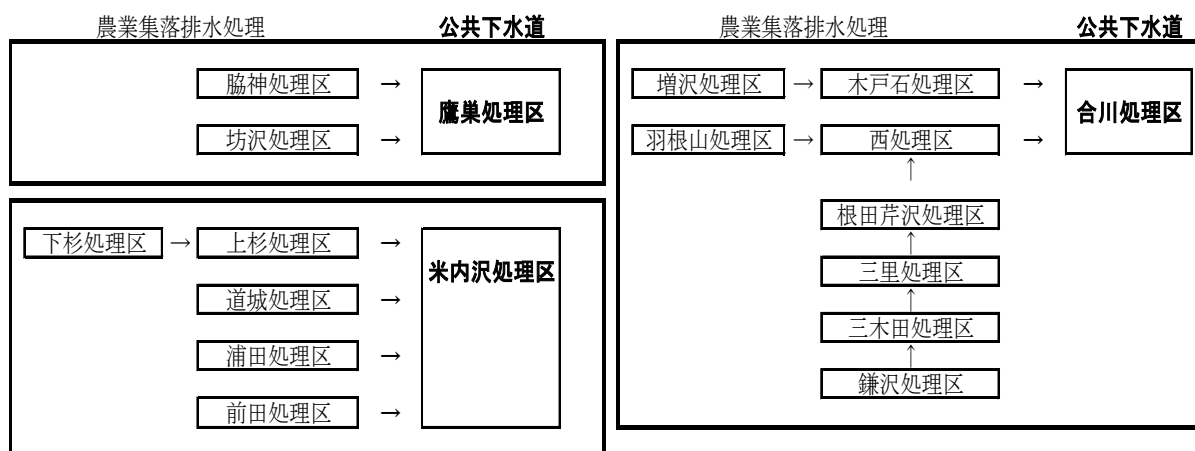 農業集落排水処理 公共下水道
脇神処理区 → 鷹巣処理区
坊沢処理区 →
下杉処理区 → 上杉処理区 → 米内沢処理区
道城処理区 →
浦田処理区 →
前田処理区 →
農業集落排水処理 公共下水道
増沢処理区 → 木戸石処理区 → 合川処理区
羽根山処理区 → 西処理区 →
↑
根田芹沢処理区
↑
三里処理区
↑
三木田処理区
↑
鎌沢処理区